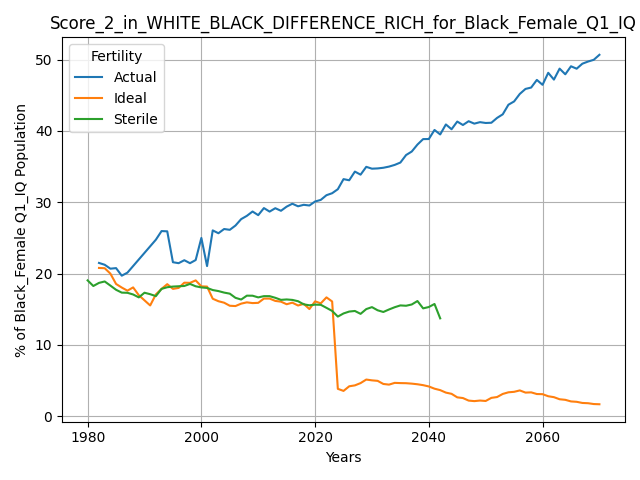 Score_2_in_WHITE_BLACK_DIFFERENCE_RICH_for_Black_Female_Q1_IQ
Fertility
Actual
Ideal
Sterile
% of Black_Female Q1_IQ Population
50
40
30
20
10
0
1980 2000 2020 2040 2060
Years